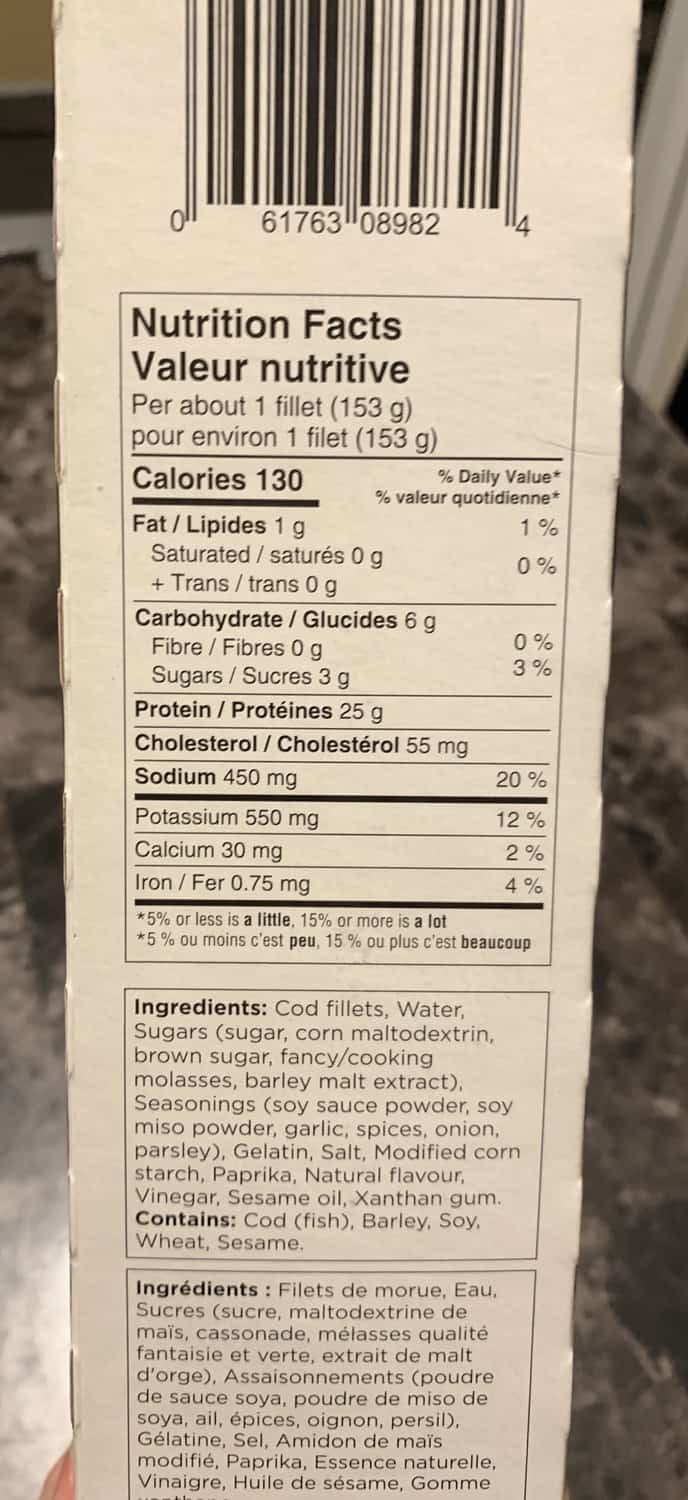 0 61763 08982 4
Nutrition Facts
Valeur nutritive
Per about 1 fillet (153 g)
pour environ 1 filet (153 g)
Calories 130 % Daily Value*
% valeur quotidienne*
Fat / Lipides 1 g 1 %
Saturated / saturés 0 g 0 %
+ Trans / trans 0 g
Carbohydrate / Glucides 6 g
Fibre / Fibres 0 g 0 %
Sugars / Sucres 3 g 3 %
Protein / Protéines 25 g
Cholesterol / Cholestérol 55 mg
Sodium 450 mg 20 %
Potassium 550 mg 12 %
Calcium 30 mg 2 %
Iron / Fer 0.75 mg 4 %
*5% or less is a little, 15% or more is a lot
*5 % ou moins c'est peu, 15 % ou plus c'est beaucoup
Ingredients: Cod fillets, Water,
Sugars (sugar, corn maltodextrin,
brown sugar, fancy/cooking
molasses, barley malt extract),
Seasonings (soy sauce powder, soy
miso powder, garlic, spices, onion,
parsley), Gelatin, Salt, Modified corn
starch, Paprika, Natural flavour,
Vinegar, Sesame oil, Xanthan gum.
Contains: Cod (fish), Barley, Soy,
Wheat, Sesame.
Ingrédients : Filets de morue, Eau,
Sucres (sucre, maltodextrine de
maïs, cassonade, mélasses qualité
fantaisie et verte, extrait de malt
d'orge), Assaisonnements (poudre
de sauce soya, poudre de miso de
soya, ail, épices, oignon, persil),
Gélatine, Sel, Amidon de maïs
modifié, Paprika, Essence naturelle,
Vinaigre, Huile de sésame, Gomme